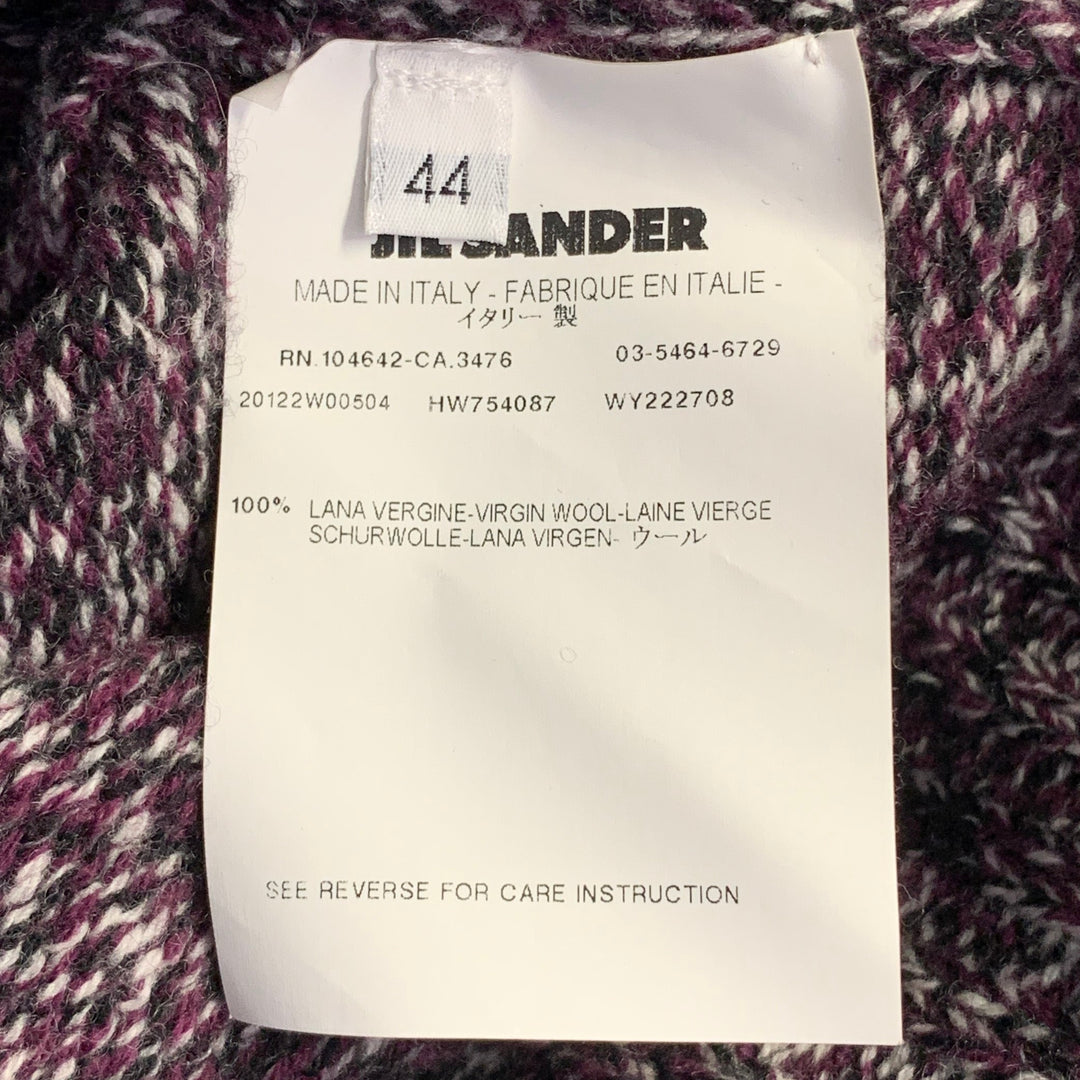 44
JIL SANDER
MADE IN ITALY - FABRIQUE EN ITALIE -
イタリー 製
RN.104642-CA.3476 03-5464-6729
20122W00504 HW754087 WY222708
100% LANA VERGINE-VIRGIN WOOL-LAINE VIERGE
SCHURWOLLE-LANA VIRGEN- ウール
SEE REVERSE FOR CARE INSTRUCTION